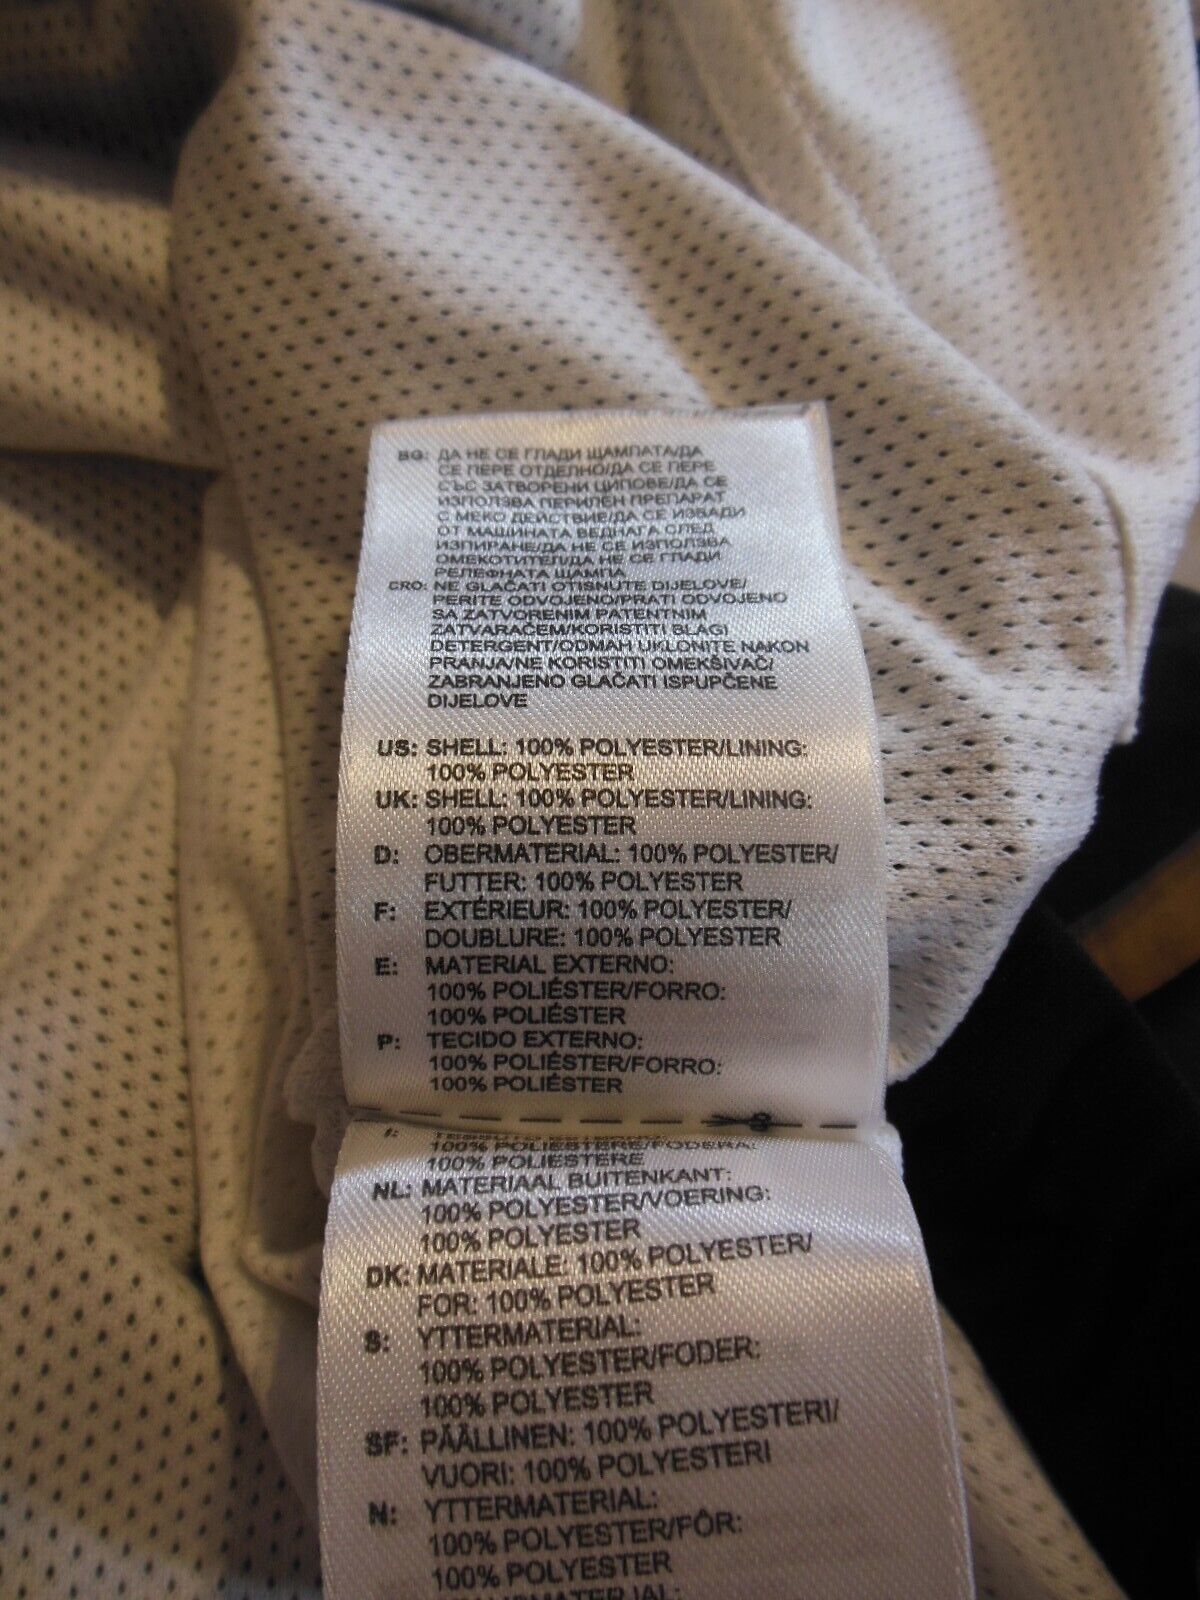 BG: ДА НЕ СЕ ГЛАДИ ЩАМПАТА/ДА
СЕ ПЕРЕ ОТДЕЛНО/ДА СЕ ПЕРЕ
СЪС ЗАТВОРЕНИ ЦИПОВЕ/ДА СЕ
ИЗПОЛЗВА ПЕРИЛЕН ПРЕПАРАТ
С МЕКО ДЕЙСТВИЕ/ДА СЕ ИЗВАДИ
ОТ МАШИНАТА ВЕДНАГА СЛЕД
ИЗПИРАНЕ/ДА НЕ СЕ ИЗПОЛЗВА
ОМЕКОТИТЕЛ/ДА НЕ СЕ ГЛАДИ
РЕЛЕФНАТА ЩАМПА
CRO: NE GLAČATI OTISNUTE DIJELOVE/
PERITE ODVOJENO/PRATI ODVOJENO
SA ZATVORENIM PATENTNIM
ZATVARAČEM/KORISTITI BLAGI
DETERGENT/ODMAH UKLONITE NAKON
PRANJA/NE KORISTITI OMEKŠIVAČ/
ZABRANJENO GLAČATI ISPUPČENE
DIJELOVE
US: SHELL: 100% POLYESTER/LINING:
100% POLYESTER
UK: SHELL: 100% POLYESTER/LINING:
100% POLYESTER
D: OBERMATERIAL: 100% POLYESTER/
FUTTER: 100% POLYESTER
F: EXTÉRIEUR: 100% POLYESTER/
DOUBLURE: 100% POLYESTER
E: MATERIAL EXTERNO:
100% POLIÉSTER/FORRO:
100% POLIÉSTER
P: TECIDO EXTERNO:
100% POLIÉSTER/FORRO:
100% POLIÉSTER
I: TESSUTO ESTERNO:
100% POLIESTERE/FODERA:
100% POLIESTERE
NL: MATERIAAL BUITENKANT:
100% POLYESTER/VOERING:
100% POLYESTER
DK: MATERIALE: 100% POLYESTER/
FOR: 100% POLYESTER
S: YTTERMATERIAL:
100% POLYESTER/FODER:
100% POLYESTER
SF: PÄÄLLINEN: 100% POLYESTERI/
VUORI: 100% POLYESTERI
N: YTTERMATERIAL:
100% POLYESTER/FÔR:
100% POLYESTER